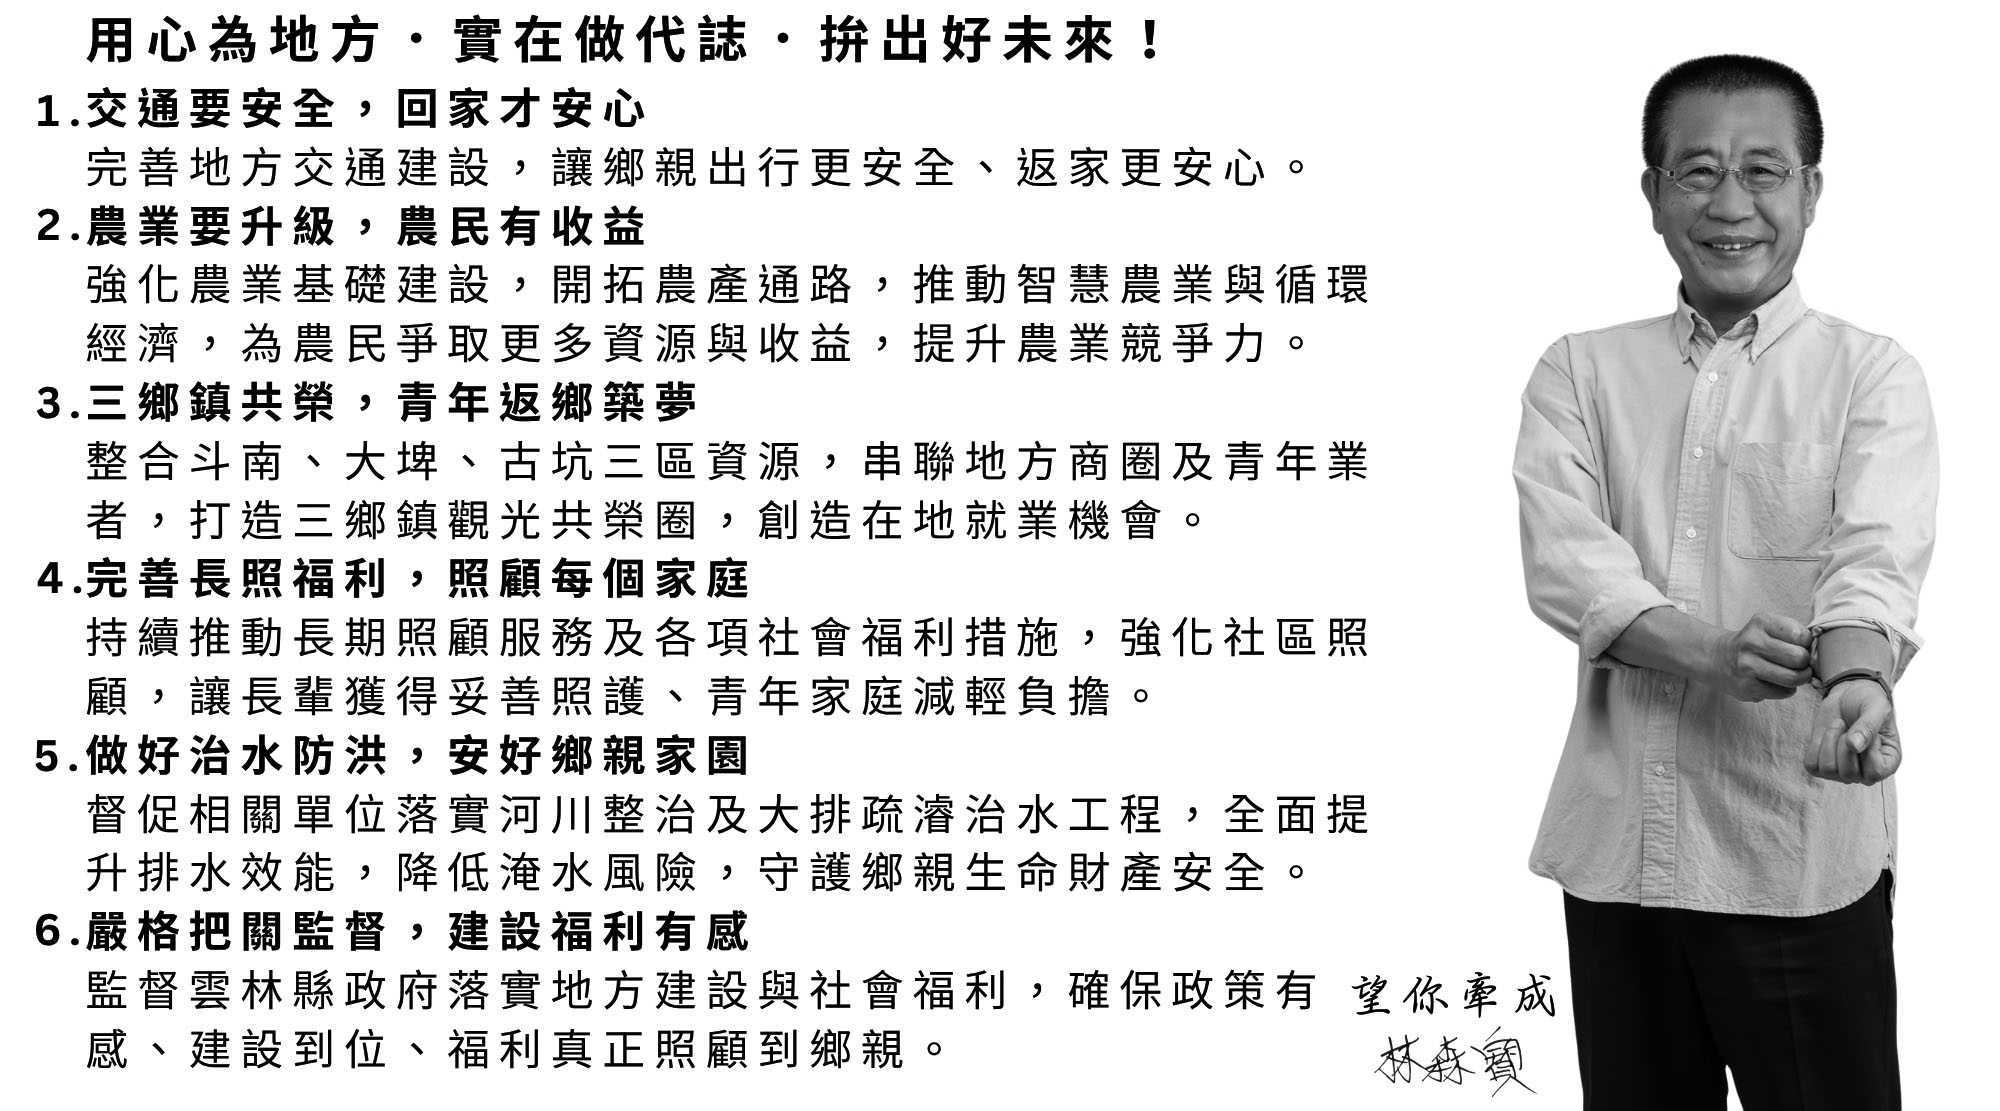 用心為地方．實在做代誌．拚出好未來！
1.交通要安全，回家才安心
完善地方交通建設，讓鄉親出行更安全、返家更安心。
2.農業要升級，農民有收益
強化農業基礎建設，開拓農產通路，推動智慧農業與循環
經濟，為農民爭取更多資源與收益，提升農業競爭力。
3.三鄉鎮共榮，青年返鄉築夢
整合斗南、大埤、古坑三區資源，串聯地方商圈及青年業
者，打造三鄉鎮觀光共榮圈，創造在地就業機會。
4.完善長照福利，照顧每個家庭
持續推動長期照顧服務及各項社會福利措施，強化社區照
顧，讓長輩獲得妥善照護、青年家庭減輕負擔。
5.做好治水防洪，安好鄉親家園
督促相關單位落實河川整治及大排疏濬治水工程，全面提
升排水效能，降低淹水風險，守護鄉親生命財產安全。
6.嚴格把關監督，建設福利有感
監督雲林縣政府落實地方建設與社會福利，確保政策有
感、建設到位、福利真正照顧到鄉親。
望你牽成
林森寶